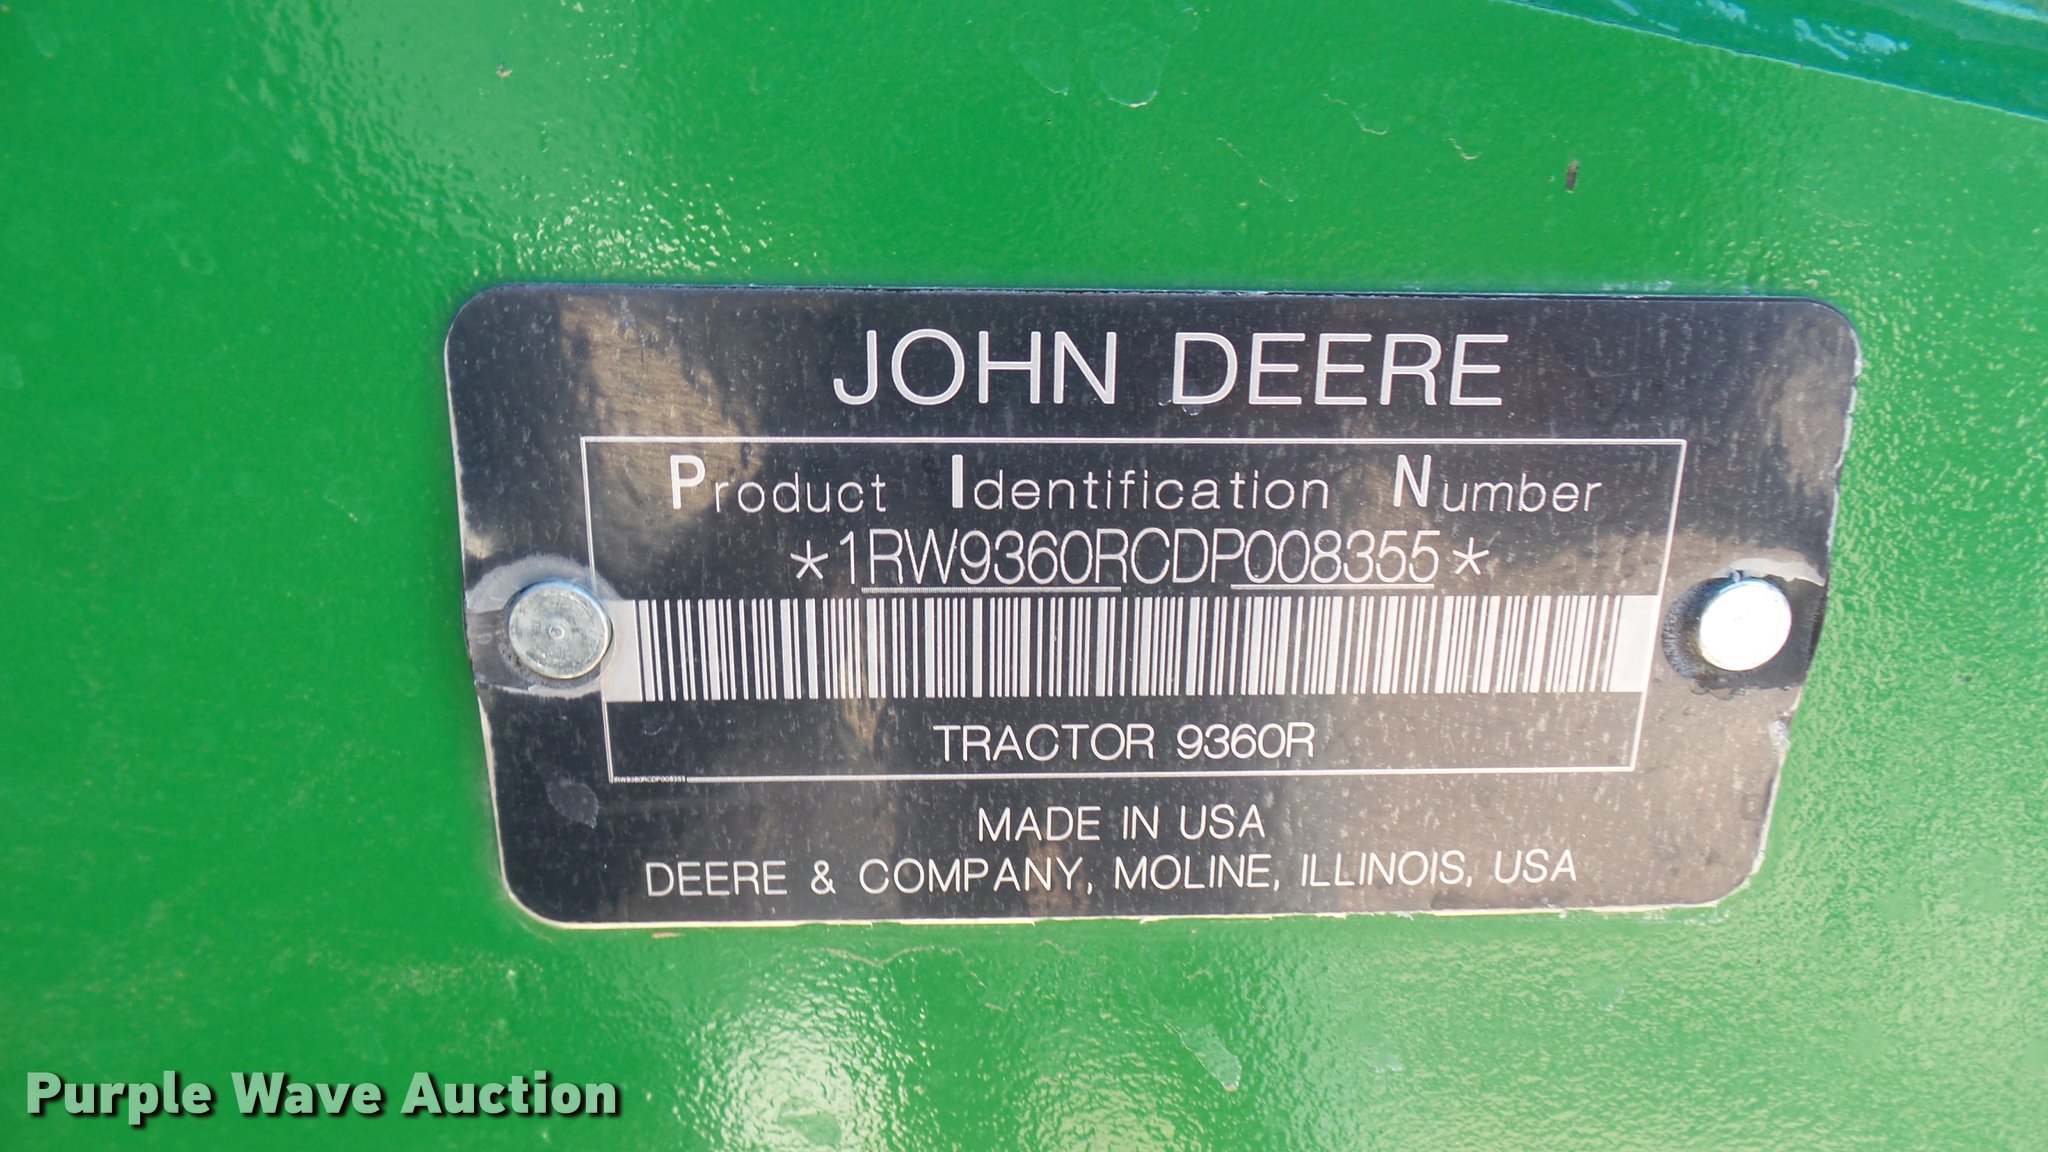 JOHN DEERE
Product Identification Number
*1RW9360RCDP008355*
TRACTOR 9360R
RW9360RCDP008355
MADE IN USA
DEERE & COMPANY, MOLINE, ILLINOIS, USA
Purple Wave Auction